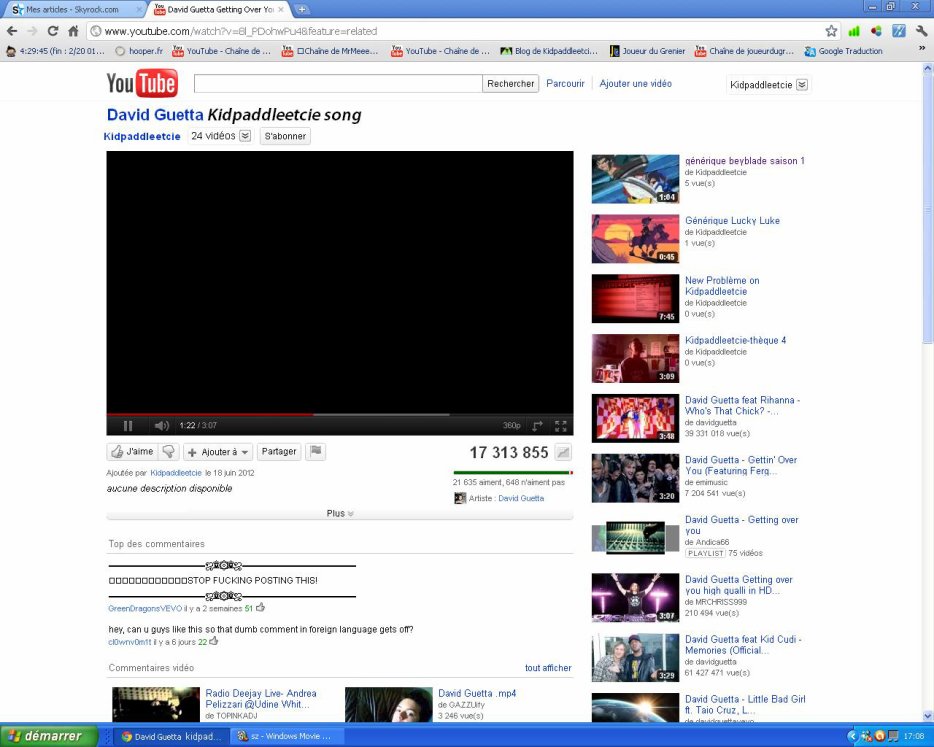 Mes articles - Skyrock.com
David Guetta Getting Over Yo
www.youtube.com/watch?v=8l_PDohwPu4&feature=related
4:29:45 (fin : 2/20 01...
hooper.fr
YouTube - Chaîne de ...
□Chaîne de MrMeee...
YouTube - Chaîne de ...
Blog de Kidpaddleetci...
Joueur du Grenier
Chaîne de joueurdugr...
Google Traduction
»
YouTube
Rechercher
Parcourir
Ajouter une vidéo
Kidpaddleetcie
David Guetta Kidpaddleetcie song
Kidpaddleetcie
24 vidéos
S'abonner
1:22 / 3:07
360p
J'aime
Ajouter à
Partager
17 313 855
Ajoutée par Kidpaddleetcie le 18 juin 2012
21 635 aiment, 648 n'aiment pas
aucune description disponible
Artiste : David Guetta
Plus
Top des commentaires
□□□□□□□□□□□□STOP FUCKING POSTING THIS!
GreenDragonsVEVO il y a 2 semaines 51
hey, can u guys like this so that dumb comment in foreign language gets off?
cl0wnv0m1t il y a 6 jours 22
Commentaires vidéo
tout afficher
Radio Deejay Live- Andrea
Pelizzari @Udine Whit...
de TOPINKADJ
David Guetta .mp4
de GAZZUlfy
3 246 vue(s)
générique beyblade saison 1
de Kidpaddleetcie
5 vue(s)
1:04
Générique Lucky Luke
de Kidpaddleetcie
1 vue(s)
0:45
New Problème on
Kidpaddleetcie
de Kidpaddleetcie
0 vue(s)
7:45
Kidpaddleetcie-thèque 4
de Kidpaddleetcie
0 vue(s)
3:09
David Guetta feat Rihanna -
Who's That Chick? -...
de davidguetta
39 331 018 vue(s)
3:48
David Guetta - Gettin' Over
You (Featuring Ferg...
de emimusic
7 204 541 vue(s)
3:20
David Guetta - Getting over
you
de Andica66
PLAYLIST 75 vidéos
David Guetta Getting over
you high qualli in HD...
de MRCHRISS999
210 494 vue(s)
3:07
David Guetta feat Kid Cudi -
Memories (Official...
de davidguetta
61 427 471 vue(s)
3:29
David Guetta - Little Bad Girl
ft. Taio Cruz, L...
démarrer
David Guetta kidpad...
sz - Windows Movie ...
17:08